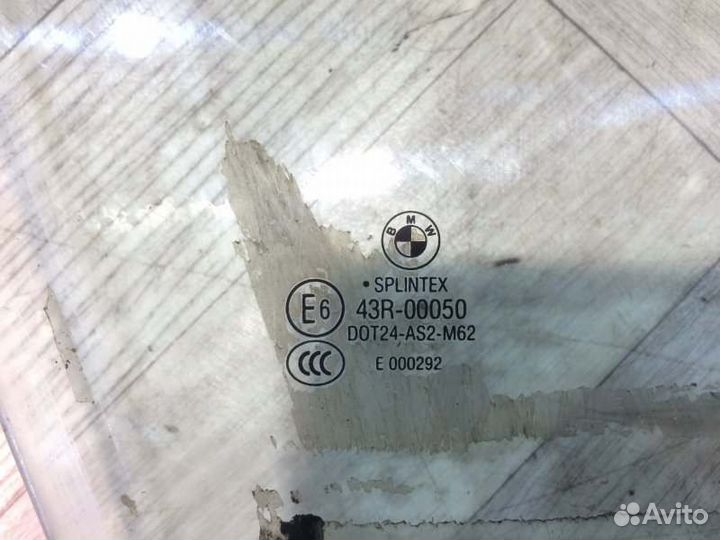 BMW
• SPLINTEX
E6 43R-00050
DOT24-AS2-M62
CCC E 000292
Avito